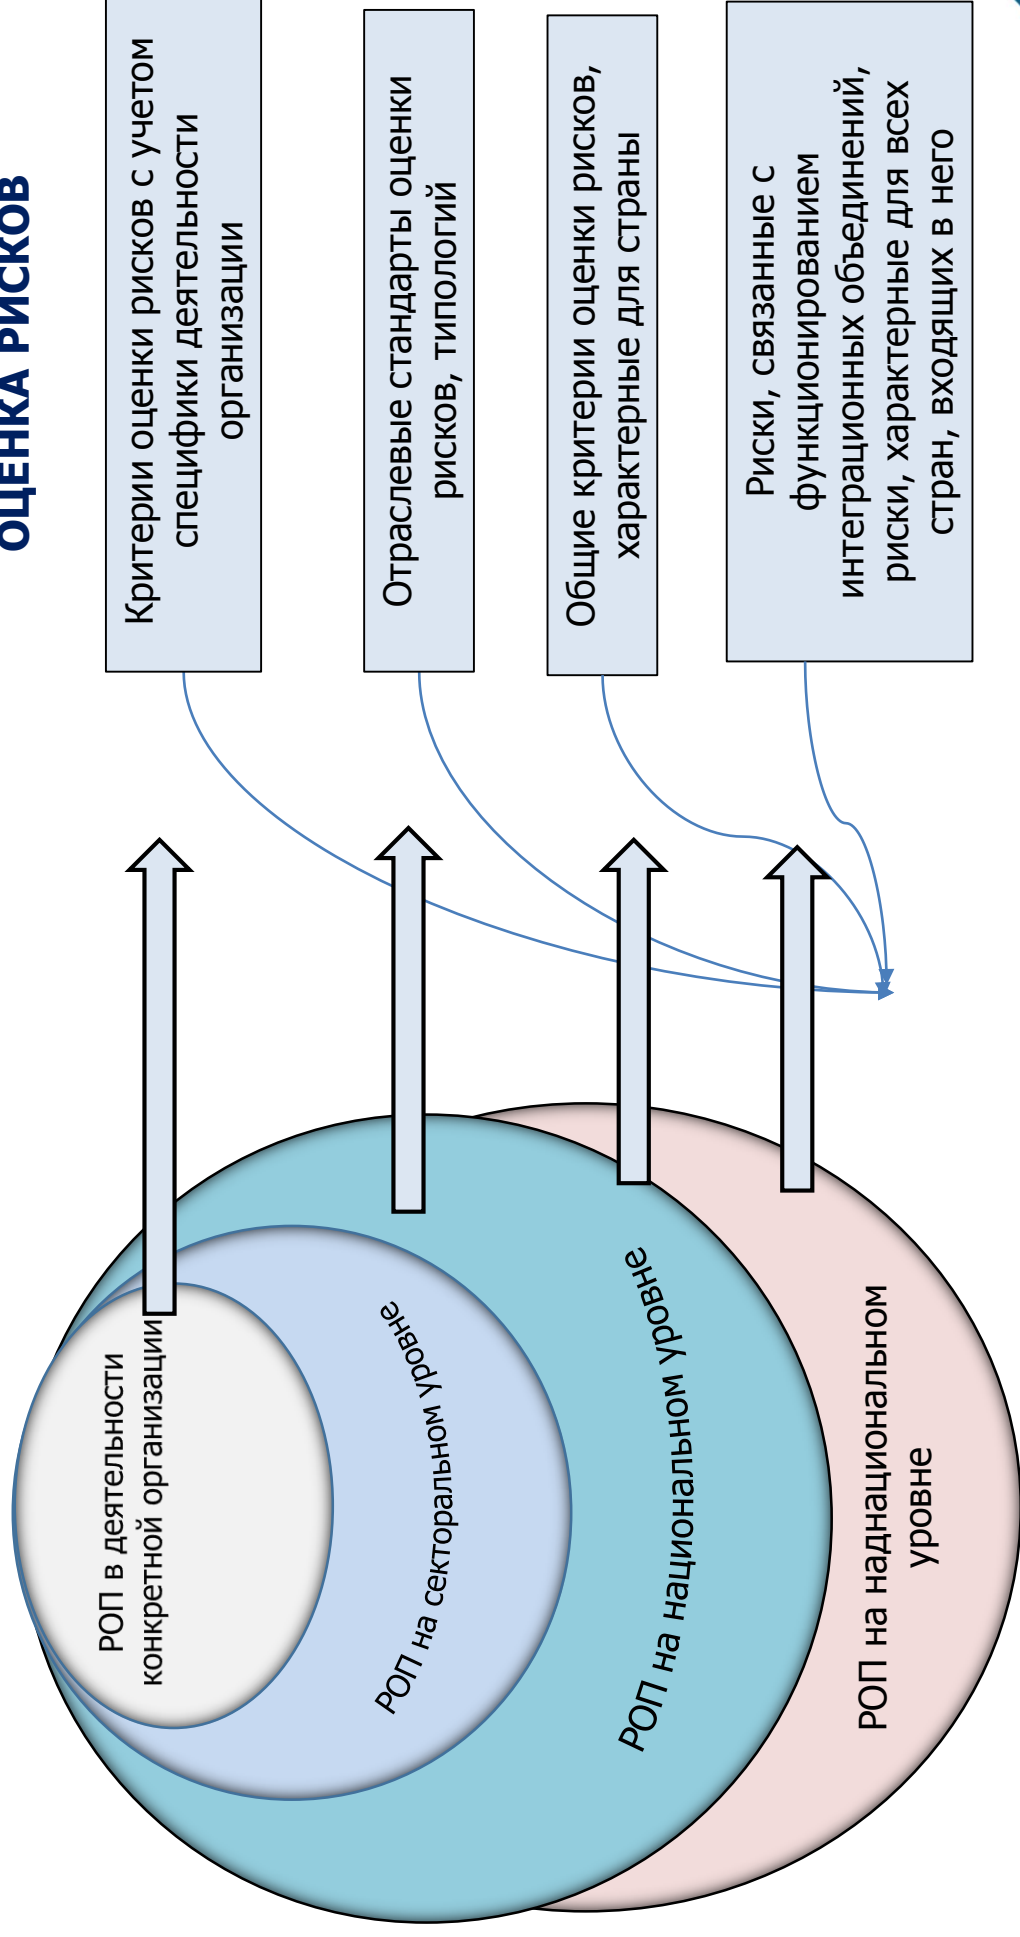 ОЦЕНКА РИСКОВ
РОП в деятельности
конкретной организации
РОП на секторальном уровне
РОП на национальном уровне
РОП на наднациональном
уровне
Критерии оценки рисков с учетом
специфики деятельности
организации
Отраслевые стандарты оценки
рисков, типологий
Общие критерии оценки рисков,
характерные для страны
Риски, связанные с
функционированием
интеграционных объединений,
риски, характерные для всех
стран, входящих в него